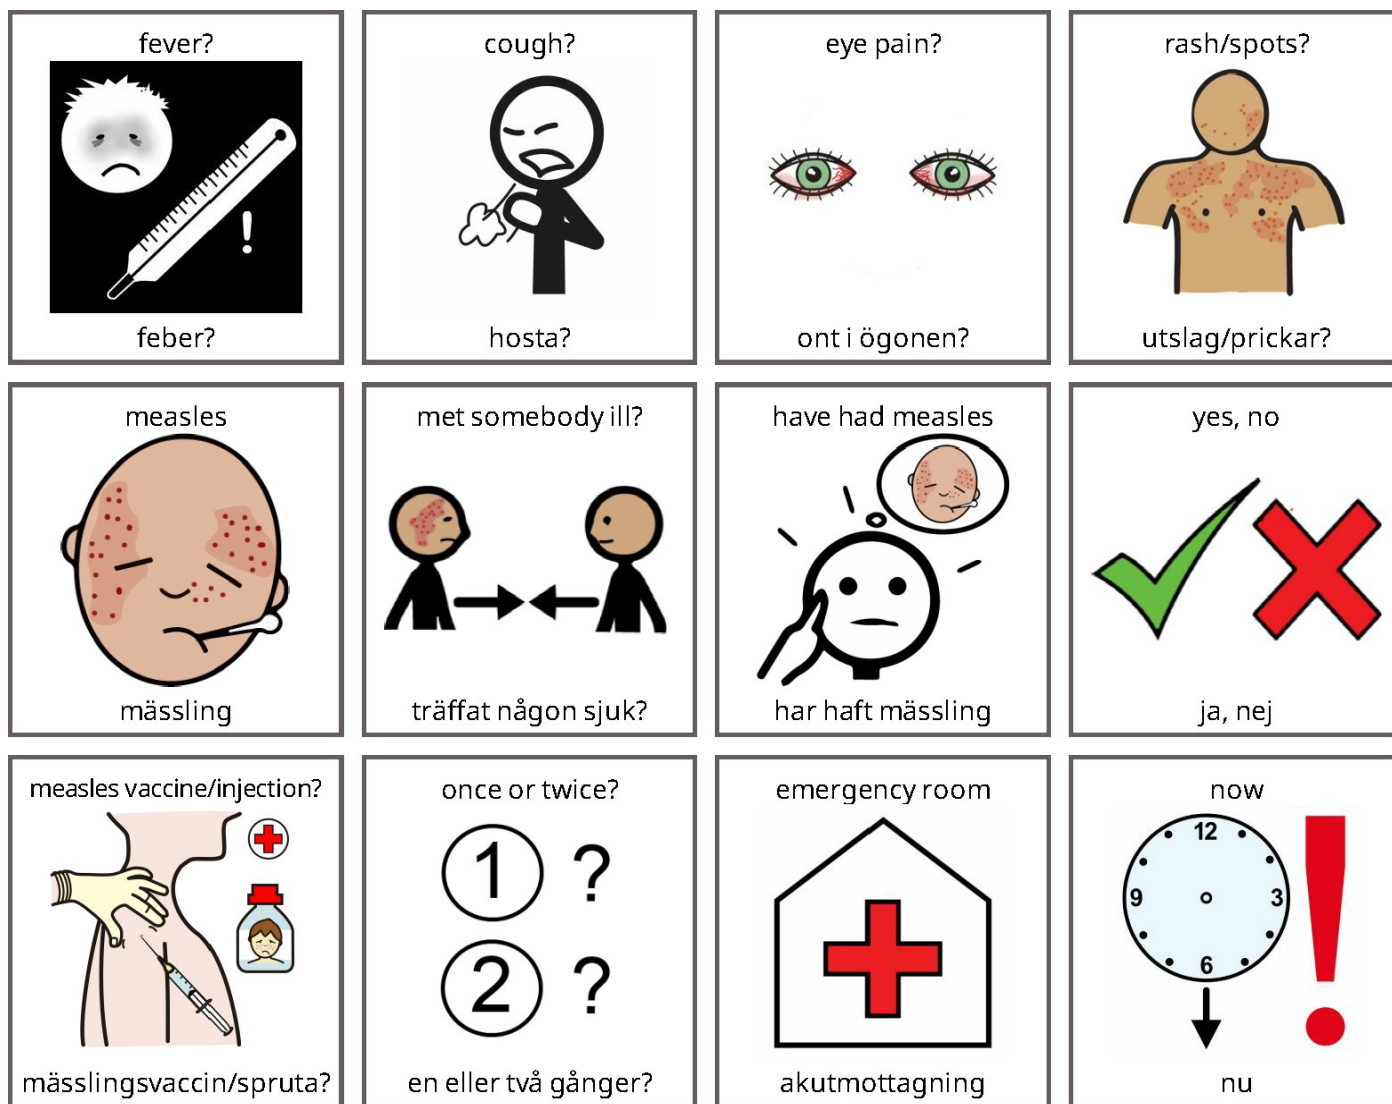 fever?
feber?
cough?
hosta?
eye pain?
ont i ögonen?
rash/spots?
utslag/prickar?
measles
mässling
met somebody ill?
träffat någon sjuk?
have had measles
har haft mässling
yes, no
ja, nej
measles vaccine/injection?
mässlingsvaccin/spruta?
once or twice?
1 ?
2 ?
en eller två gånger?
emergency room
akutmottagning
now
12
9 3
6
nu